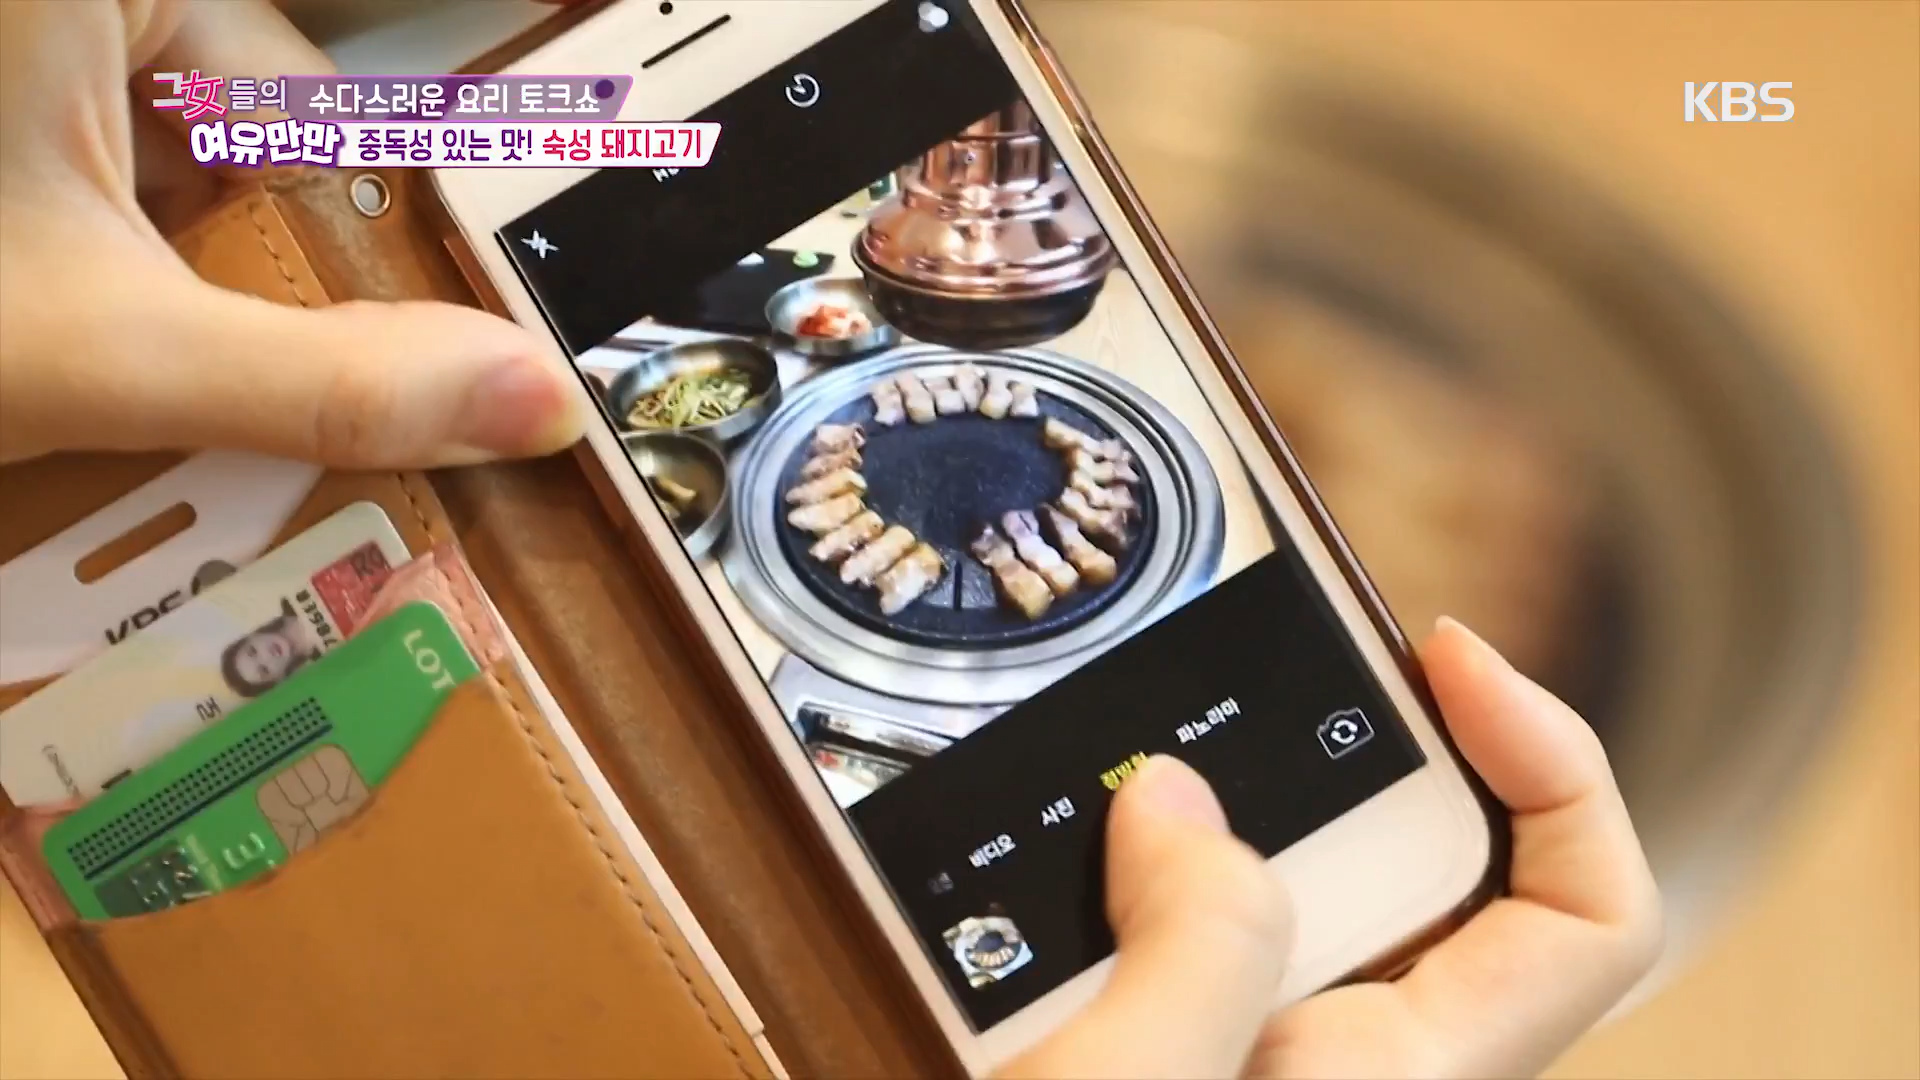 그女들의 수다스러운 요리 토크쇼
여유만만 중독성 있는 맛! 숙성 돼지고기
KBS
파노라마
사진
비디오
KBS
LOT